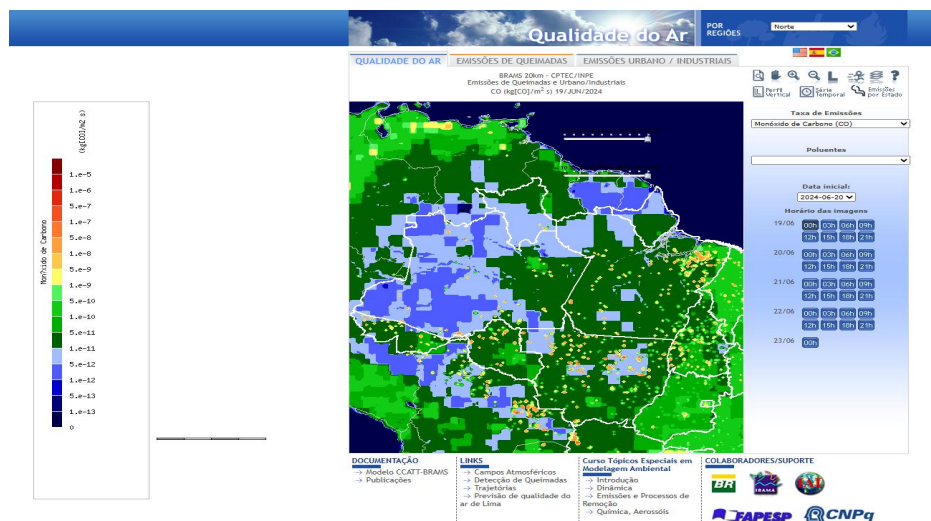 Qualidade do Ar
POR
REGIÕES
Norte
QUALIDADE DO AR
EMISSÕES DE QUEIMADAS
EMISSÕES URBANO / INDUSTRIAIS
BRAMS 20km - CPTEC/INPE
Emissões de Queimadas e Urbano/Industriais
CO (kg[CO]/m² s) 19/JUN/2024
Perfil
Vertical
Série
Temporal
Emissões
por Estado
Taxa de Emissões
Monóxido de Carbono (CO)
Poluentes
Data inicial:
2024-06-20
Horário das imagens
19/06 00h 03h 06h 09h
12h 15h 18h 21h
20/06 00h 03h 06h 09h
12h 15h 18h 21h
21/06 00h 03h 06h 09h
12h 15h 18h 21h
22/06 00h 03h 06h 09h
12h 15h 18h 21h
23/06 00h
(kg[CO]/m2 s)
Mon?xido de Carbono
1.e-5
1.e-6
5.e-7
1.e-7
5.e-8
1.e-8
5.e-9
1.e-9
5.e-10
1.e-10
5.e-11
1.e-11
5.e-12
1.e-12
5.e-13
1.e-13
0
DOCUMENTAÇÃO
→ Modelo CCATT-BRAMS
→ Publicações
LINKS
→ Campos Atmosféricos
→ Detecção de Queimadas
→ Trajetórias
→ Previsão de qualidade do
ar de Lima
Curso Tópicos Especiais em
Modelagem Ambiental
→ Introdução
→ Dinâmica
→ Emissões e Processos de
Remoção
→ Química, Aerossóis
COLABORADORES/SUPORTE
BR
IBAMA
IAI
FAPESP
CNPq